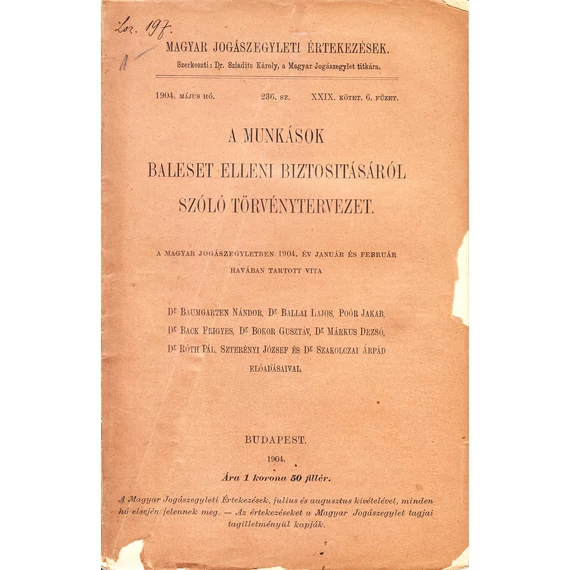 Lsz. 197.
MAGYAR JOGÁSZEGYLETI ÉRTEKEZÉSEK.
Szerkeszti: Dr. Szladits Károly, a Magyar Jogászegylet titkára.
1904. MÁJUS HÓ. 236. SZ. XXIX. KÖTET. 6. FÜZET.
A MUNKÁSOK
BALESET ELLENI BIZTOSITÁSÁRÓL
SZÓLÓ TÖRVÉNYTERVEZET.
A MAGYAR JOGÁSZEGYLETBEN 1904. ÉV JANUÁR ÉS FEBRUÁR
HAVÁBAN TARTOTT VITA
Dr BAUMGARTEN NÁNDOR, Dr BALLAI LAJOS, POÓR JAKAB,
Dr BACK FRIGYES, Dr BOKOR GUSZTÁV, Dr MÁRKUS DEZSŐ,
Dr RÓTH PÁL, SZTERÉNYI JÓZSEF ÉS Dr SZAKOLCZAI ÁRPÁD
ELŐADÁSAIVAL.
BUDAPEST.
1904.
Ára 1 korona 50 fillér.
A Magyar Jogászegyleti Értekezések, julius és augusztus kivételével, minden
hó elsején jelennek meg. — Az értekezéseket a Magyar Jogászegylet tagjai
tagilletményül kapják.